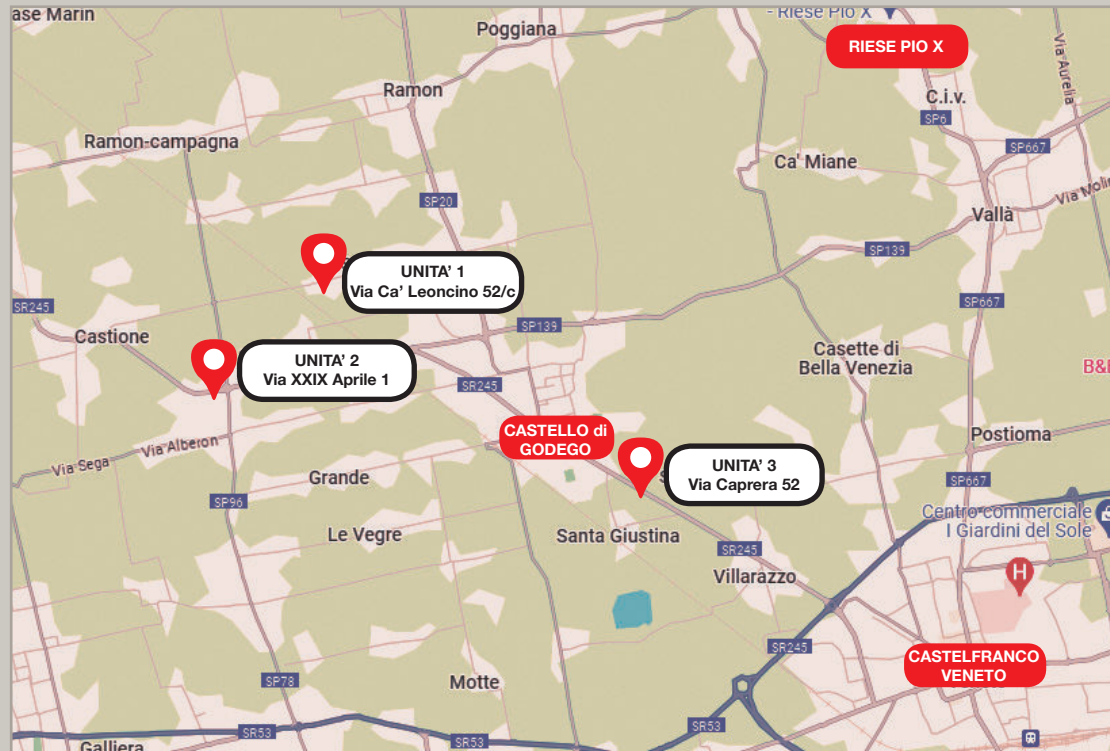 ase Marin
Poggiana
- Riese Pio X
RIESE PIO X
Via Aurelia
Ramon
C.i.v.
SP6
Ramon-campagna
SP667
Ca' Miane
Via Molin
SP20
Vallà
SP139
UNITA' 1
Via Ca' Leoncino 52/c
SR245
SP667
Castione
SP139
Casette di
Bella Venezia
UNITA' 2
Via XXIX Aprile 1
B&
SR245
CASTELLO di
GODEGO
Postioma
Via Alberon
Via Sega
UNITA' 3
Via Caprera 52
Grande
SP667
SP96
Centro commerciale
I Giardini del Sole
Le Vegre
Santa Giustina
SR245
Villarazzo
H
SR245
CASTELFRANCO
VENETO
SP78
Motte
SR53
SR53
SR53
Galliera